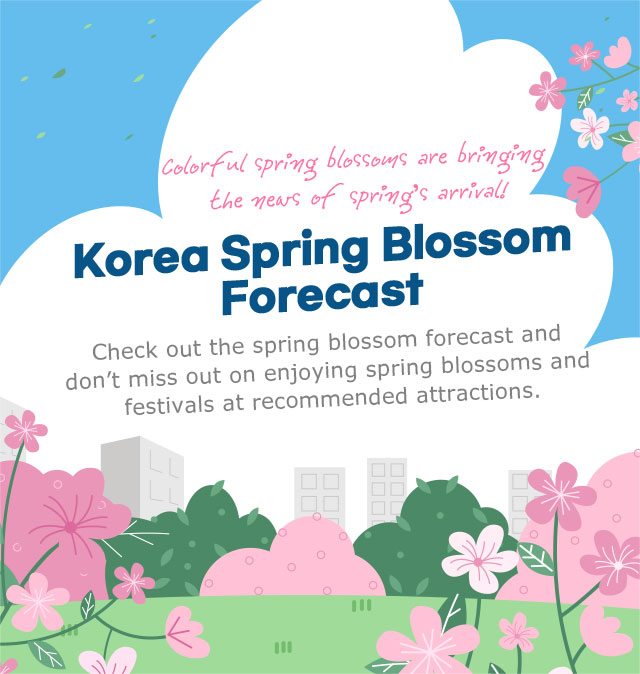 Colorful spring blossoms are bringing
the news of spring's arrival!
Korea Spring Blossom
Forecast
Check out the spring blossom forecast and
don't miss out on enjoying spring blossoms and
festivals at recommended attractions.